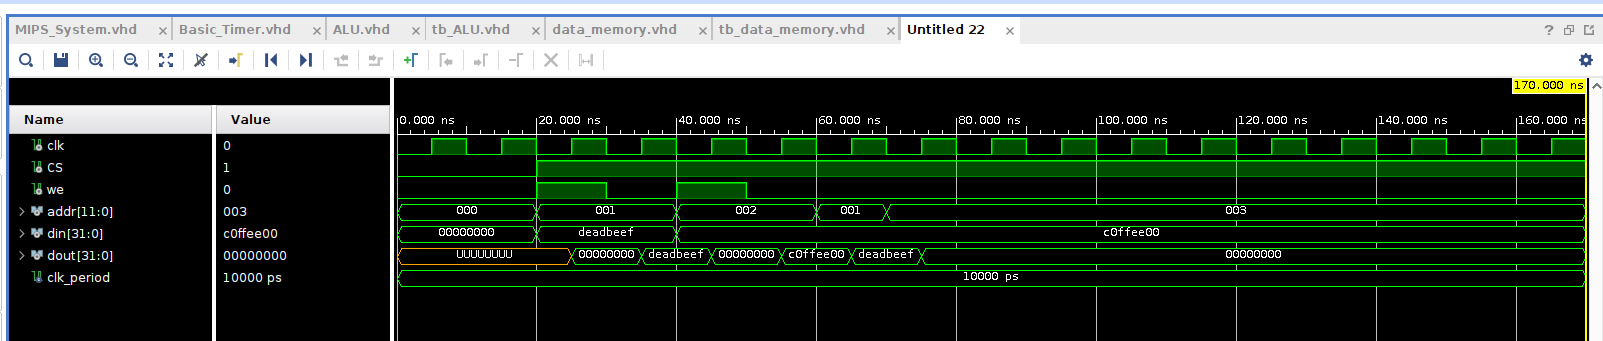 MIPS_System.vhd × Basic_Timer.vhd × ALU.vhd × tb_ALU.vhd × data_memory.vhd × tb_data_memory.vhd × Untitled 22 × ?
170.000 ns
Name Value 0.000 ns 20.000 ns 40.000 ns 60.000 ns 80.000 ns 100.000 ns 120.000 ns 140.000 ns 160.000 ns
clk 0
CS 1
we 0
addr[11:0] 003 000 001 002 001 003
din[31:0] c0ffee00 00000000 deadbeef c0ffee00
dout[31:0] 00000000 UUUUUUUU 00000000 deadbeef 00000000 c0ffee00 deadbeef 00000000
clk_period 10000 ps 10000 ps